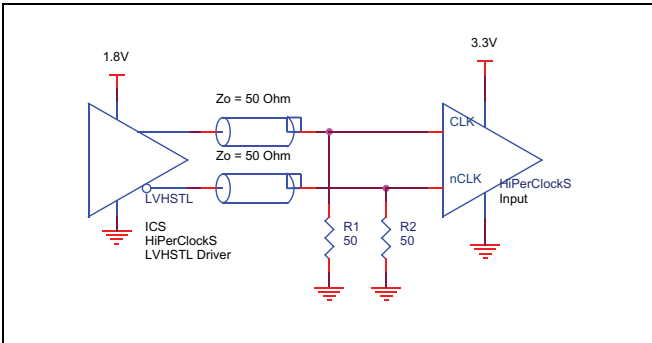 1.8V
3.3V
Zo = 50 Ohm
CLK
Zo = 50 Ohm
nCLK
LVHSTL
HiPerClockS
Input
ICS
HiPerClockS
LVHSTL Driver
R1
50
R2
50